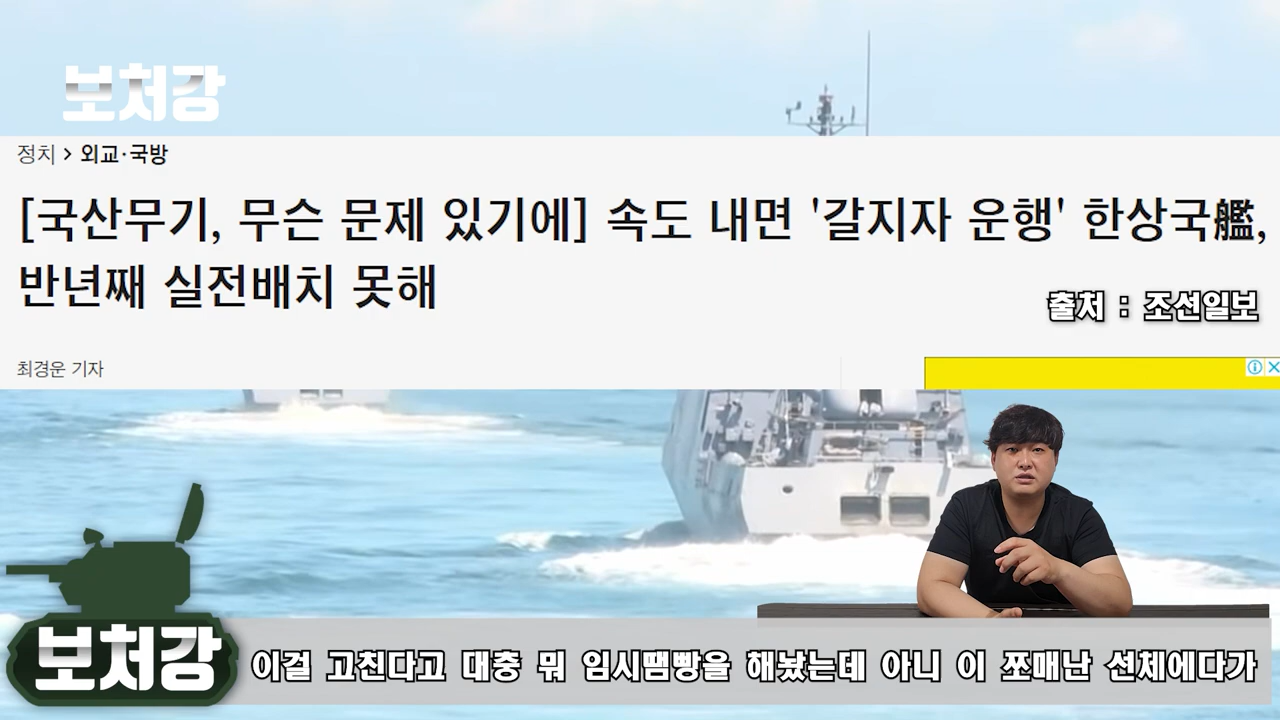 보처강
정치 > 외교·국방
[국산무기, 무슨 문제 있기에] 속도 내면 '갈지자 운행' 한상국艦,
반년째 실전배치 못해
출처 : 조선일보
최경운 기자
보처강
이걸 고친다고 대충 뭐 임시땜빵을 해놨는데 아니 이 쪼매난 선체에다가